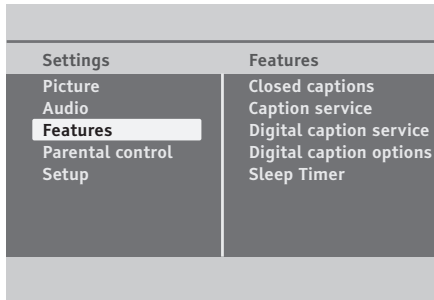 Settings
Picture
Audio
Features
Parental control
Setup
Features
Closed captions
Caption service
Digital caption service
Digital caption options
Sleep Timer